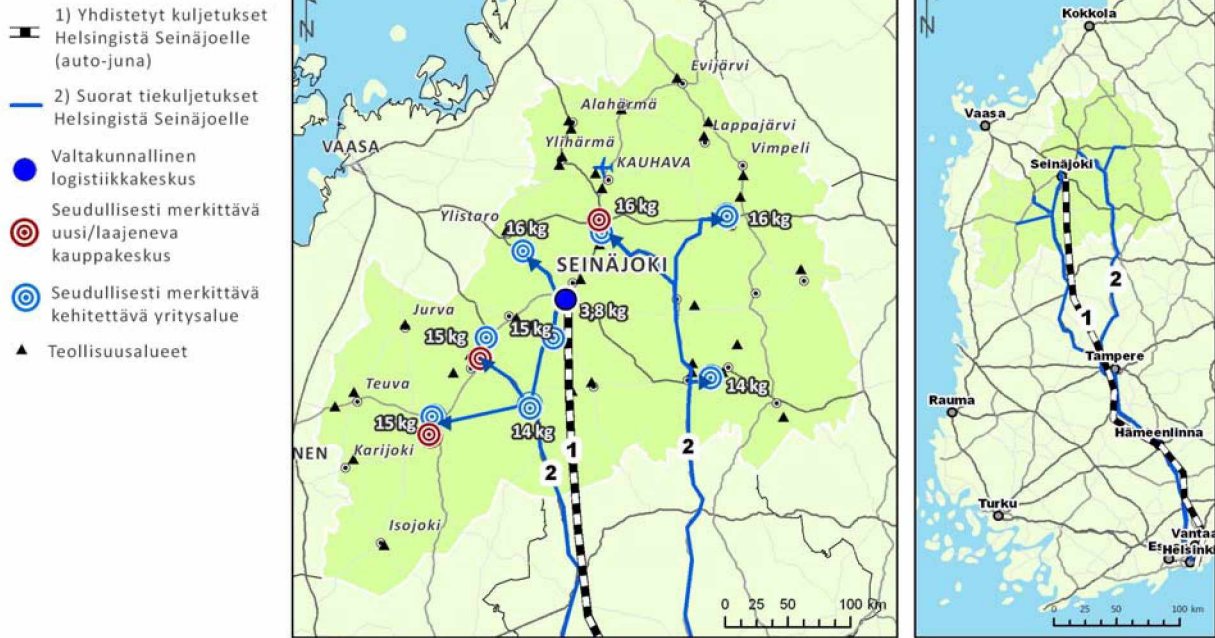 1) Yhdistetyt kuljetukset
Helsingistä Seinäjoelle
(auto-juna)
2) Suorat tiekuljetukset
Helsingistä Seinäjoelle
Valtakunnallinen
logistiikkakeskus
Seudullisesti merkittävä
uusi/laajeneva
kauppakeskus
Seudullisesti merkittävä
kehitettävä yritysalue
Teollisuusalueet
N
Evijärvi
Alahärmä
Lappajärvi
Ylihärmä
VAASA
Vimpeli
KAUHAVA
Ylistaro
16 kg
16 kg
16 kg
SEINÄJOKI
Jurva
3,8 kg
15 kg
15 kg
Teuva
14 kg
15 kg
14 kg
NEN
Karijoki
1
2
2
Isojoki
0 25 50 100 km
N
Kokkola
Vaasa
Seinäjoki
2
1
Tampere
Rauma
Hämeenlinna
Turku
Vantaa
Es
Helsinki
0 25 50 100 km